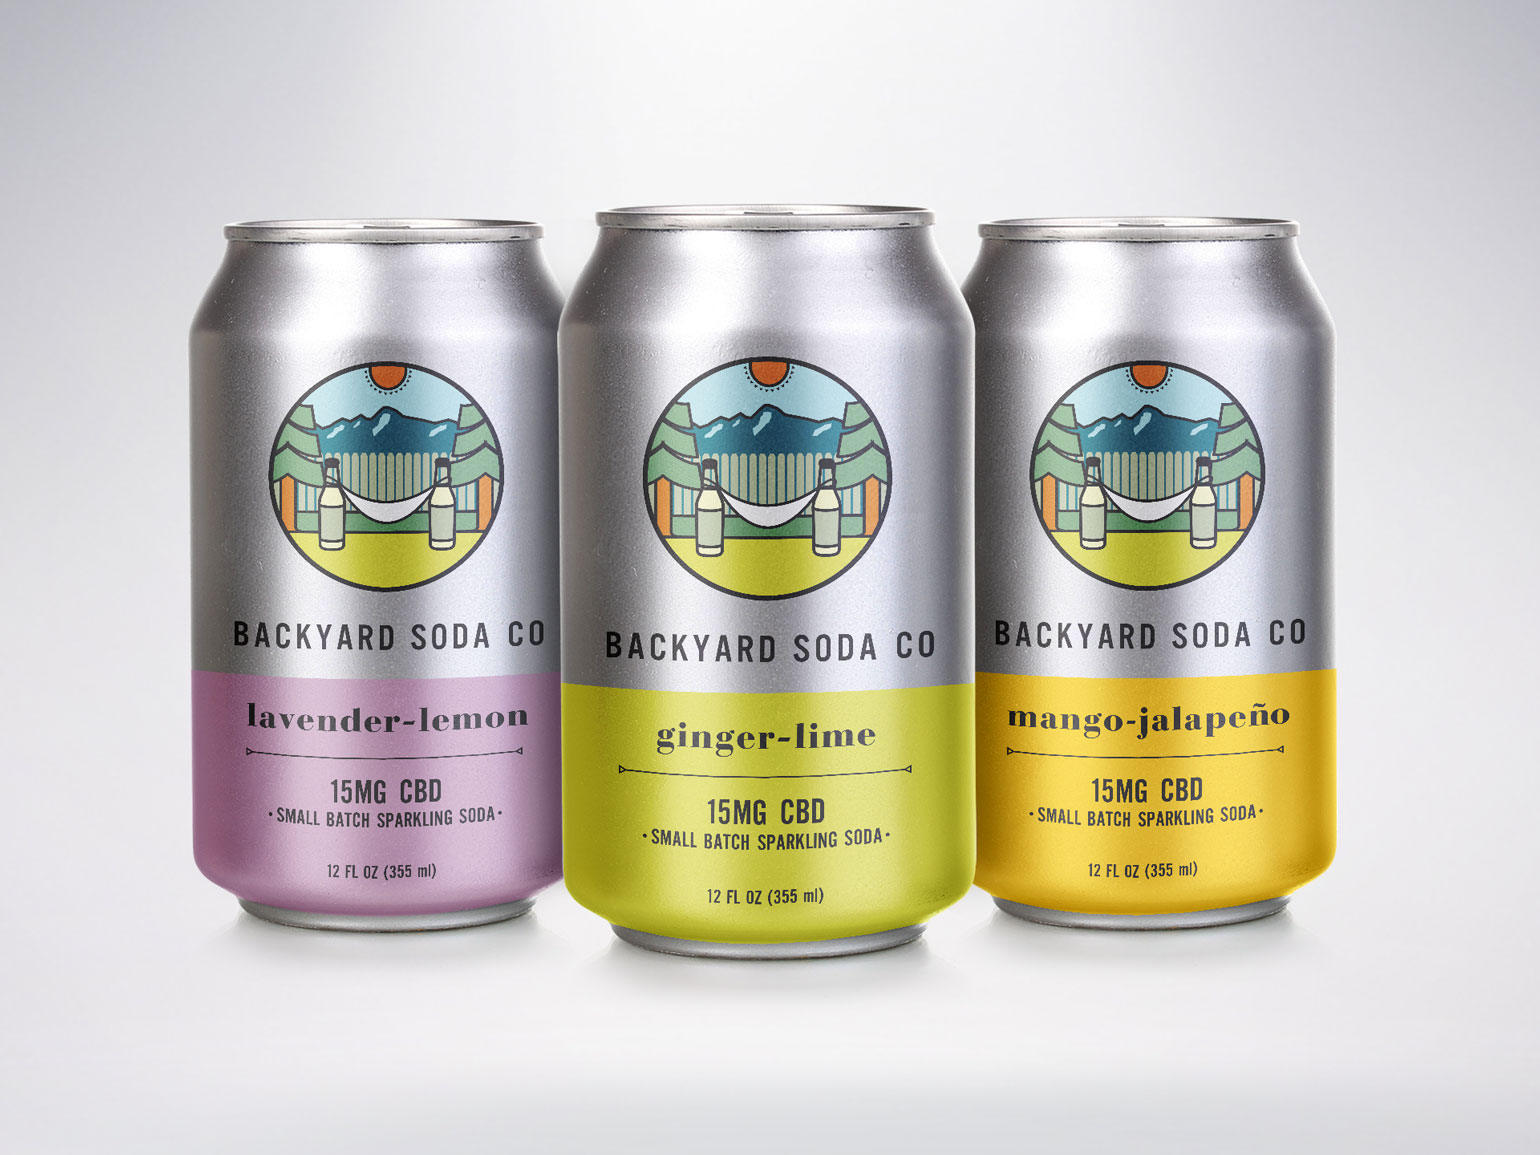 BACKYARD SODA CO
lavender-lemon
15MG CBD
•SMALL BATCH SPARKLING SODA•
12 FL OZ (355 ml)
BACKYARD SODA CO
ginger-lime
15MG CBD
•SMALL BATCH SPARKLING SODA•
12 FL OZ (355 ml)
BACKYARD SODA CO
mango-jalapeño
15MG CBD
•SMALL BATCH SPARKLING SODA•
12 FL OZ (355 ml)